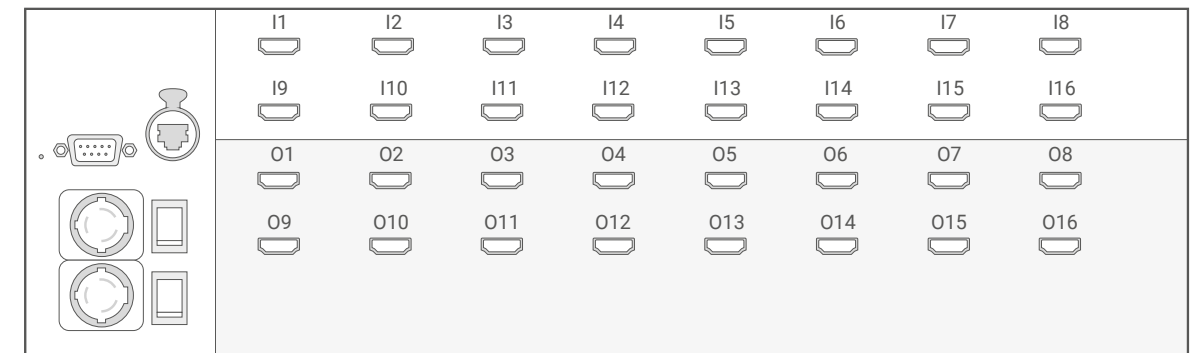 I1 I2 I3 I4 I5 I6 I7 I8
I9 I10 I11 I12 I13 I14 I15 I16
O1 O2 O3 O4 O5 O6 O7 O8
O9 O10 O11 O12 O13 O14 O15 O16